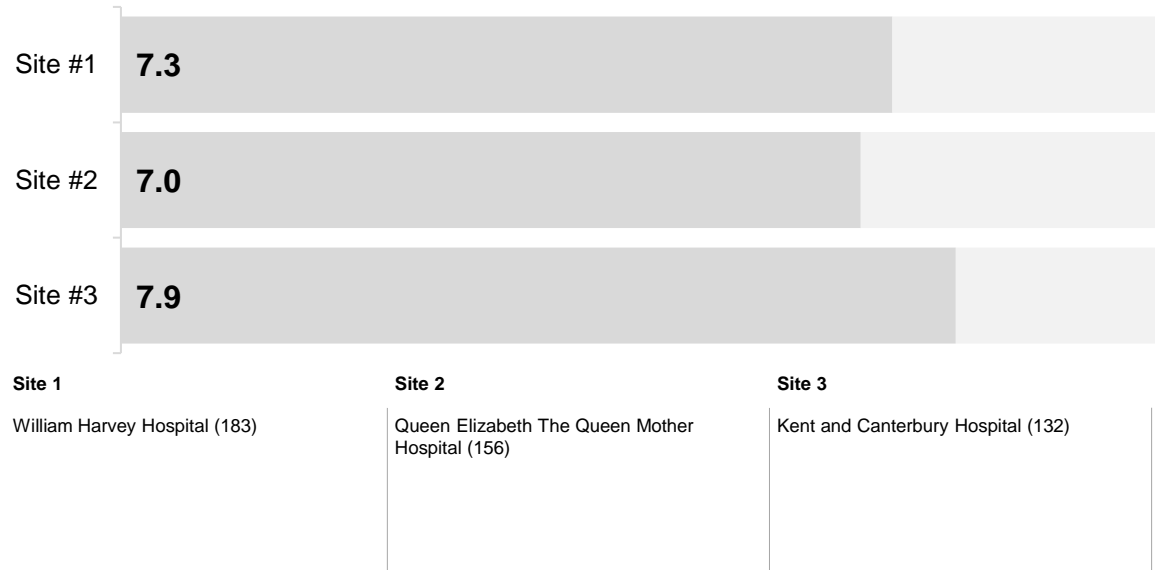 Site #1
7.3
Site #2
7.0
Site #3
7.9
Site 1
Site 2
Site 3
William Harvey Hospital (183)
Queen Elizabeth The Queen Mother
Hospital (156)
Kent and Canterbury Hospital (132)